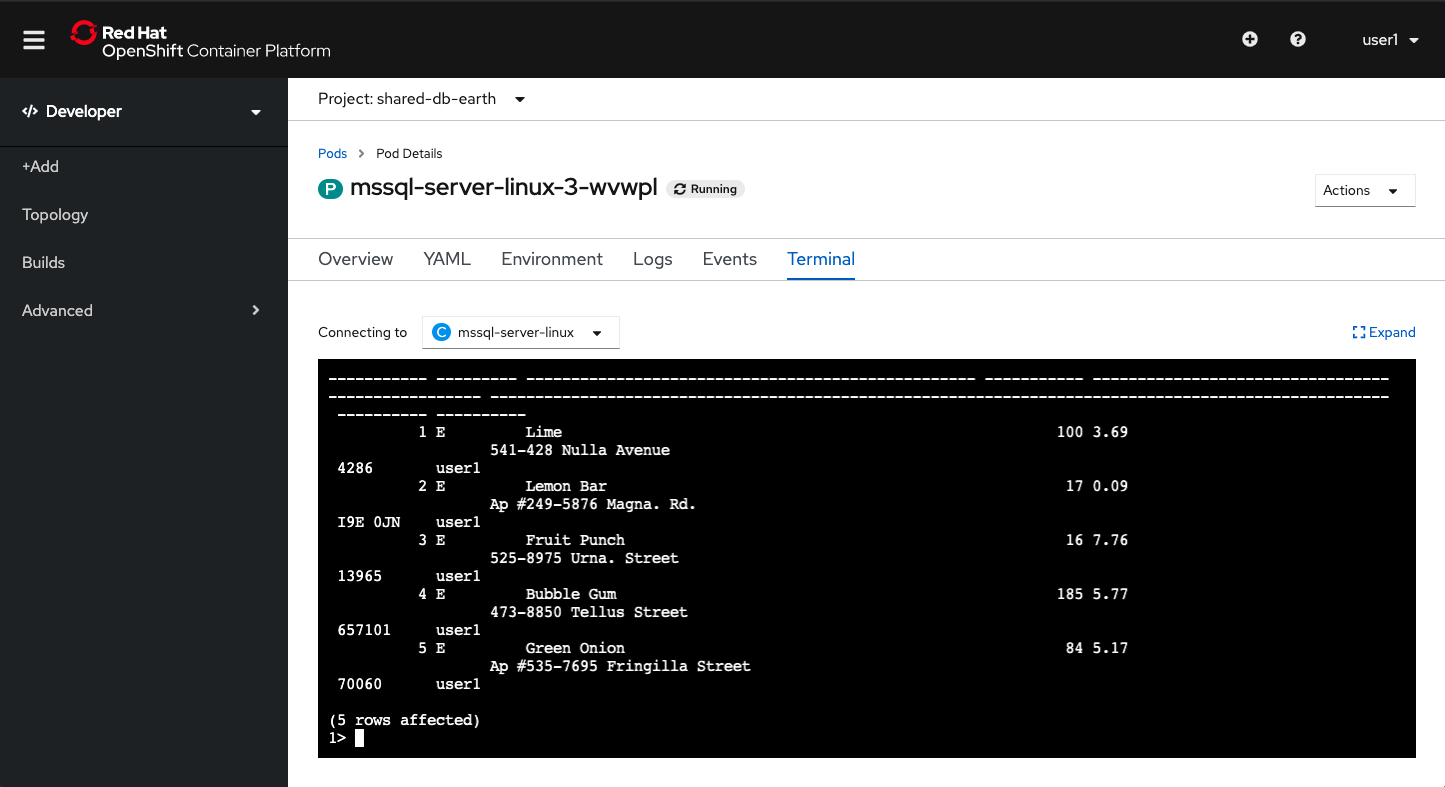 Red Hat
OpenShift Container Platform
user1
Developer
Project: shared-db-earth
+Add
Topology
Builds
Advanced
Pods > Pod Details
P mssql-server-linux-3-wvwpl Running
Actions
Overview YAML Environment Logs Events Terminal
Connecting to C mssql-server-linux Expand
----------- --------- -------------------------------------------------- ----------- ---------------------------------
----------------- ----------------------------------------------------------------------------------------------------
---------- ----------
1 E Lime 100 3.69
541-428 Nulla Avenue
4286 user1
2 E Lemon Bar 17 0.09
Ap #249-5876 Magna. Rd.
I9E 0JN user1
3 E Fruit Punch 16 7.76
525-8975 Urna. Street
13965 user1
4 E Bubble Gum 185 5.77
473-8850 Tellus Street
657101 user1
5 E Green Onion 84 5.17
Ap #535-7695 Fringilla Street
70060 user1
(5 rows affected)
1>